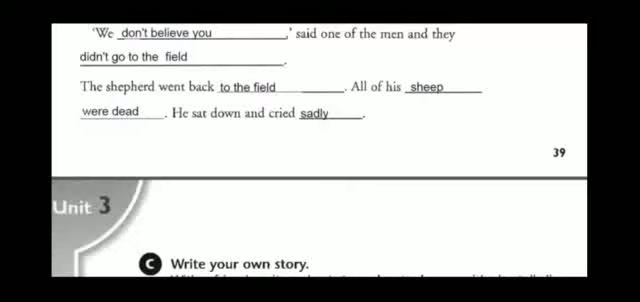 'We don't believe you ,' said one of the men and they
didn't go to the field .
The shepherd went back to the field . All of his sheep
were dead . He sat down and cried sadly .
39
Unit 3
C Write your own story.